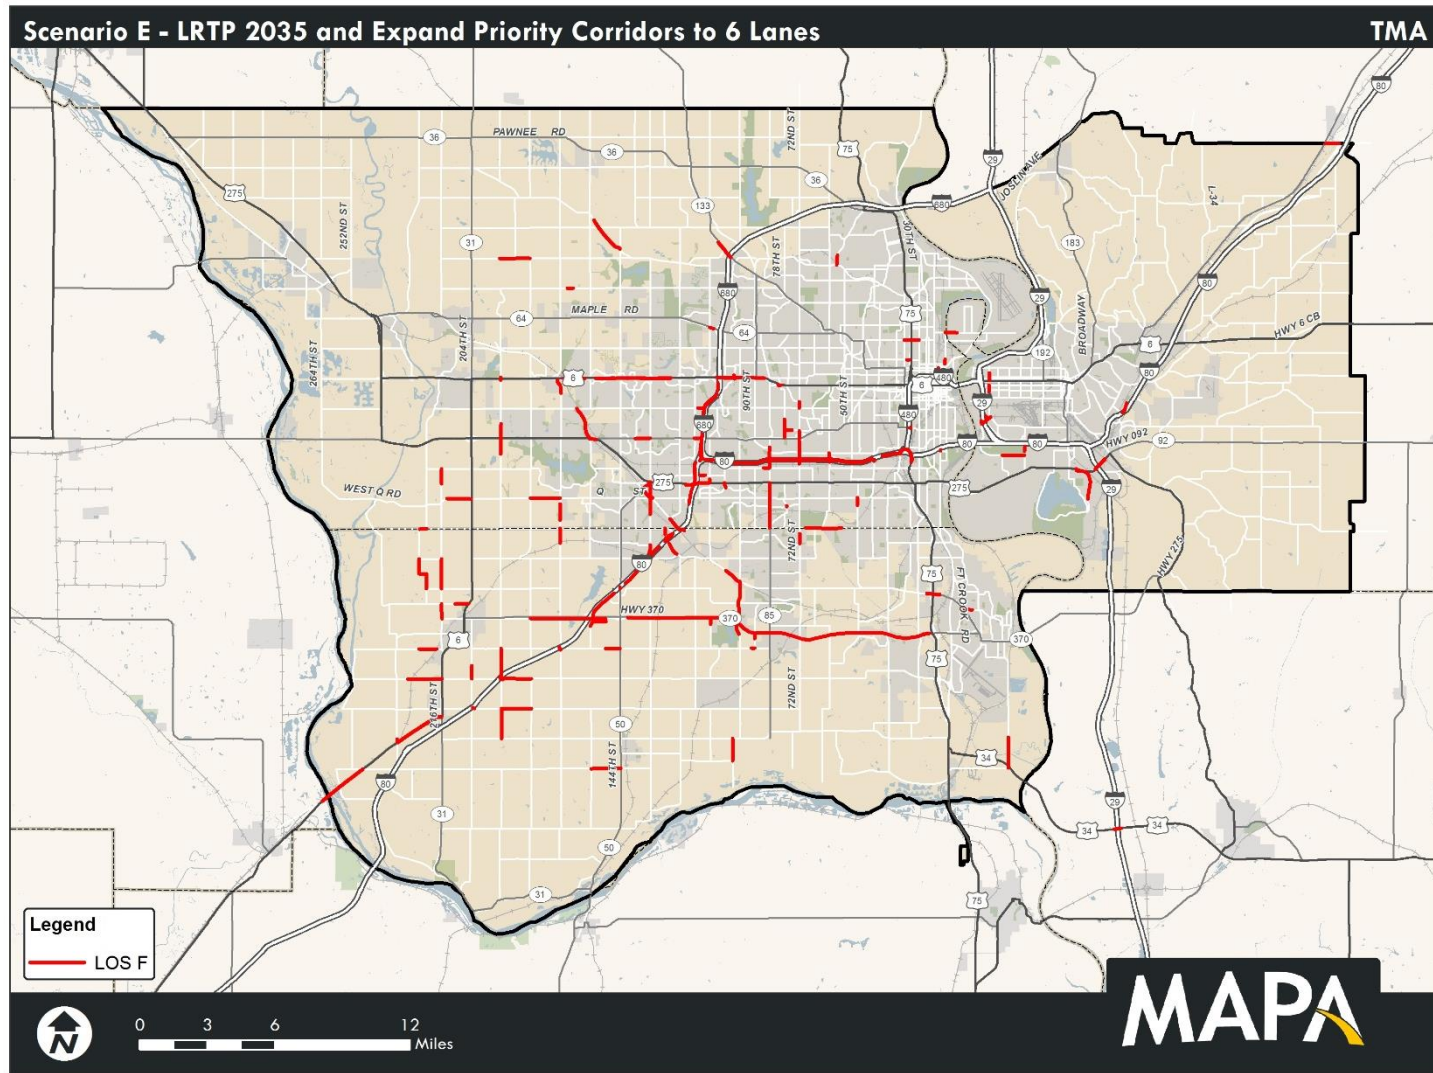 Scenario E - LRTP 2035 and Expand Priority Corridors to 6 Lanes
TMA
80
PAWNEE RD
36
36
72ND ST
75
29
JOSLIN AVE
275
252ND ST
36
L-34
133
680
31
78TH ST
30TH ST
183
680
29
80
MAPLE RD
64
64
75
BROADWAY
HWY 6 CB
204TH ST
264TH ST
192
6
6
90TH ST
50TH ST
6
480
80
29
680
480
80
80
HWY 092
92
80
WEST Q RD
Q ST
275
275
29
72ND ST
80
75
FT CROOK RD
HWY 275
HWY 370
370
85
6
370
75
216TH ST
72ND ST
50
144TH ST
34
80
31
29
34
34
50
31
75
Legend
LOS F
N
0 3 6 12
Miles
MAPA